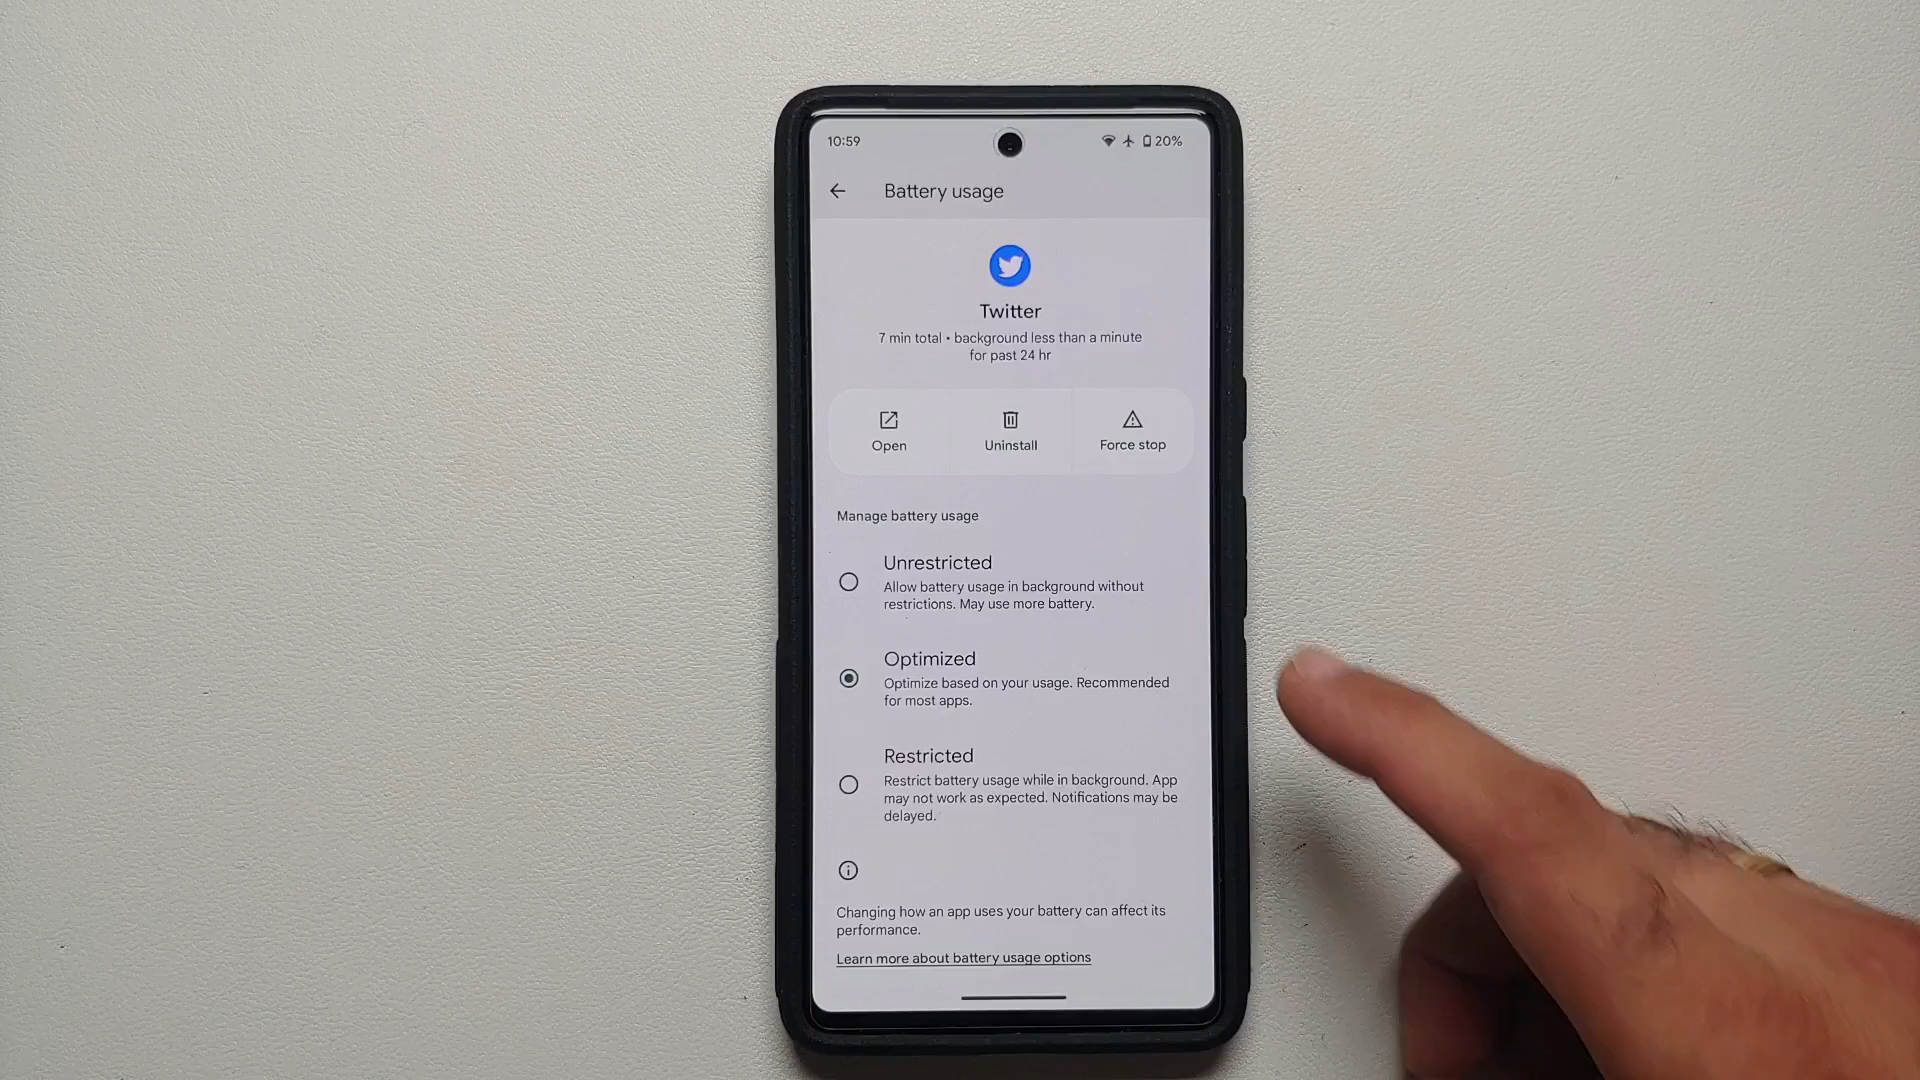 10:59
20%
Battery usage
Twitter
7 min total • background less than a minute
for past 24 hr
Open
Uninstall
Force stop
Manage battery usage
Unrestricted
Allow battery usage in background without
restrictions. May use more battery.
Optimized
Optimize based on your usage. Recommended
for most apps.
Restricted
Restrict battery usage while in background. App
may not work as expected. Notifications may be
delayed.
Changing how an app uses your battery can affect its
performance.
Learn more about battery usage options